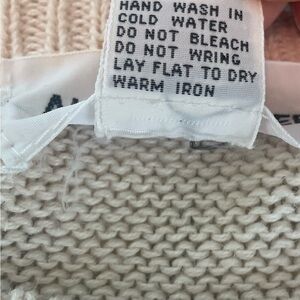 HAND WASH IN
COLD WATER
DO NOT BLEACH
DO NOT WRING
LAY FLAT TO DRY
WARM IRON